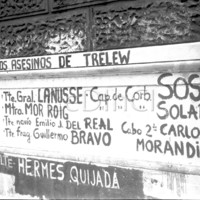 OS ASESINOS DE TRELEW
Tte. Gral. LANUSSE
Mtro. MOR ROIG
Tte navio Emilio J. DEL REAL
Tte frag Guillermo BRAVO
Cap de Corb
SOS
SOLA
Cabo 2º CARLO
MORANDI
TE HERMES QUIJADA